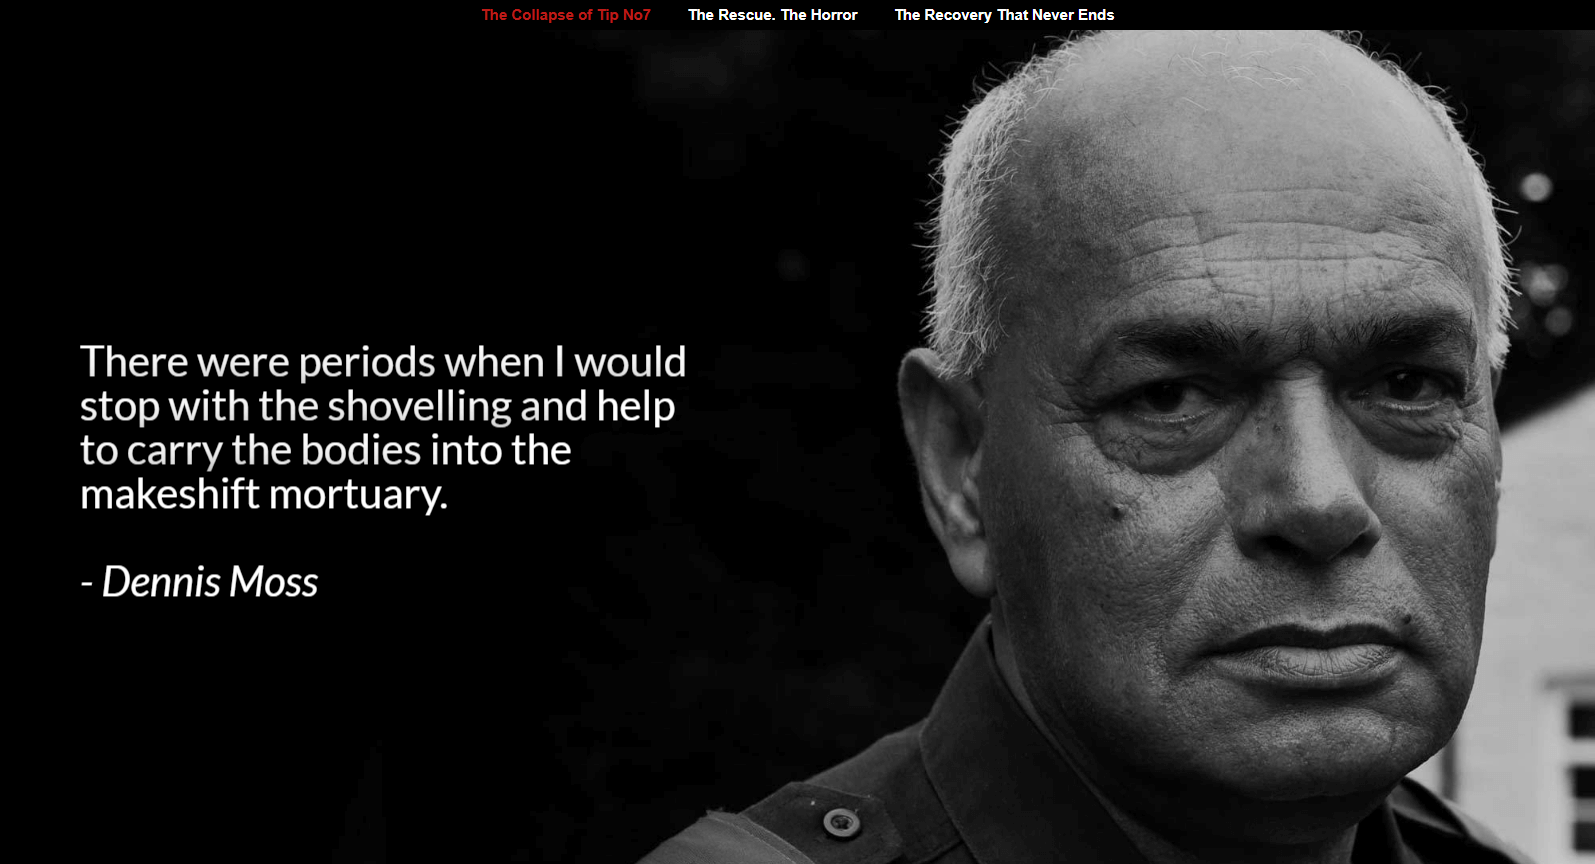 The Collapse of Tip No7 The Rescue. The Horror The Recovery That Never Ends
There were periods when I would
stop with the shovelling and help
to carry the bodies into the
makeshift mortuary.
- Dennis Moss